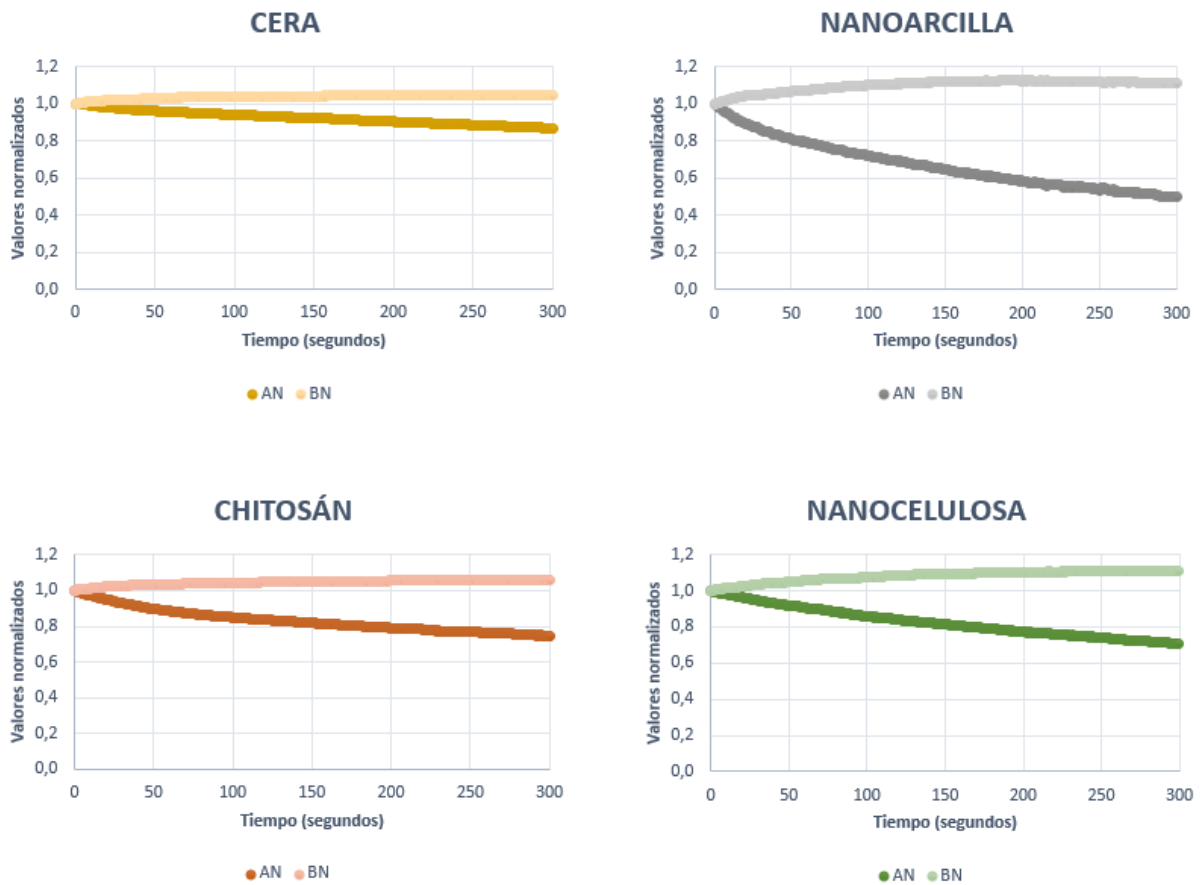 CERA
Valores normalizados
1,2
1,0
0,8
0,6
0,4
0,2
0,0
0 50 100 150 200 250 300
Tiempo (segundos)
AN BN
NANOARCILLA
Valores normalizados
1,2
1,0
0,8
0,6
0,4
0,2
0,0
0 50 100 150 200 250 300
Tiempo (segundos)
AN BN
CHITOSÁN
Valores normalizados
1,2
1,0
0,8
0,6
0,4
0,2
0,0
0 50 100 150 200 250 300
Tiempo (segundos)
AN BN
NANOCELULOSA
Valores normalizados
1,2
1,0
0,8
0,6
0,4
0,2
0,0
0 50 100 150 200 250 300
Tiempo (segundos)
AN BN